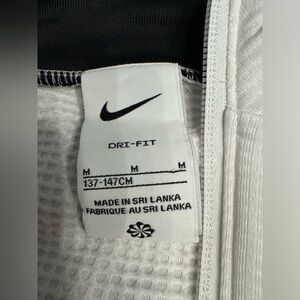 DRI-FIT
M M M
137-147CM
MADE IN SRI LANKA
FABRIQUE AU SRI LANKA